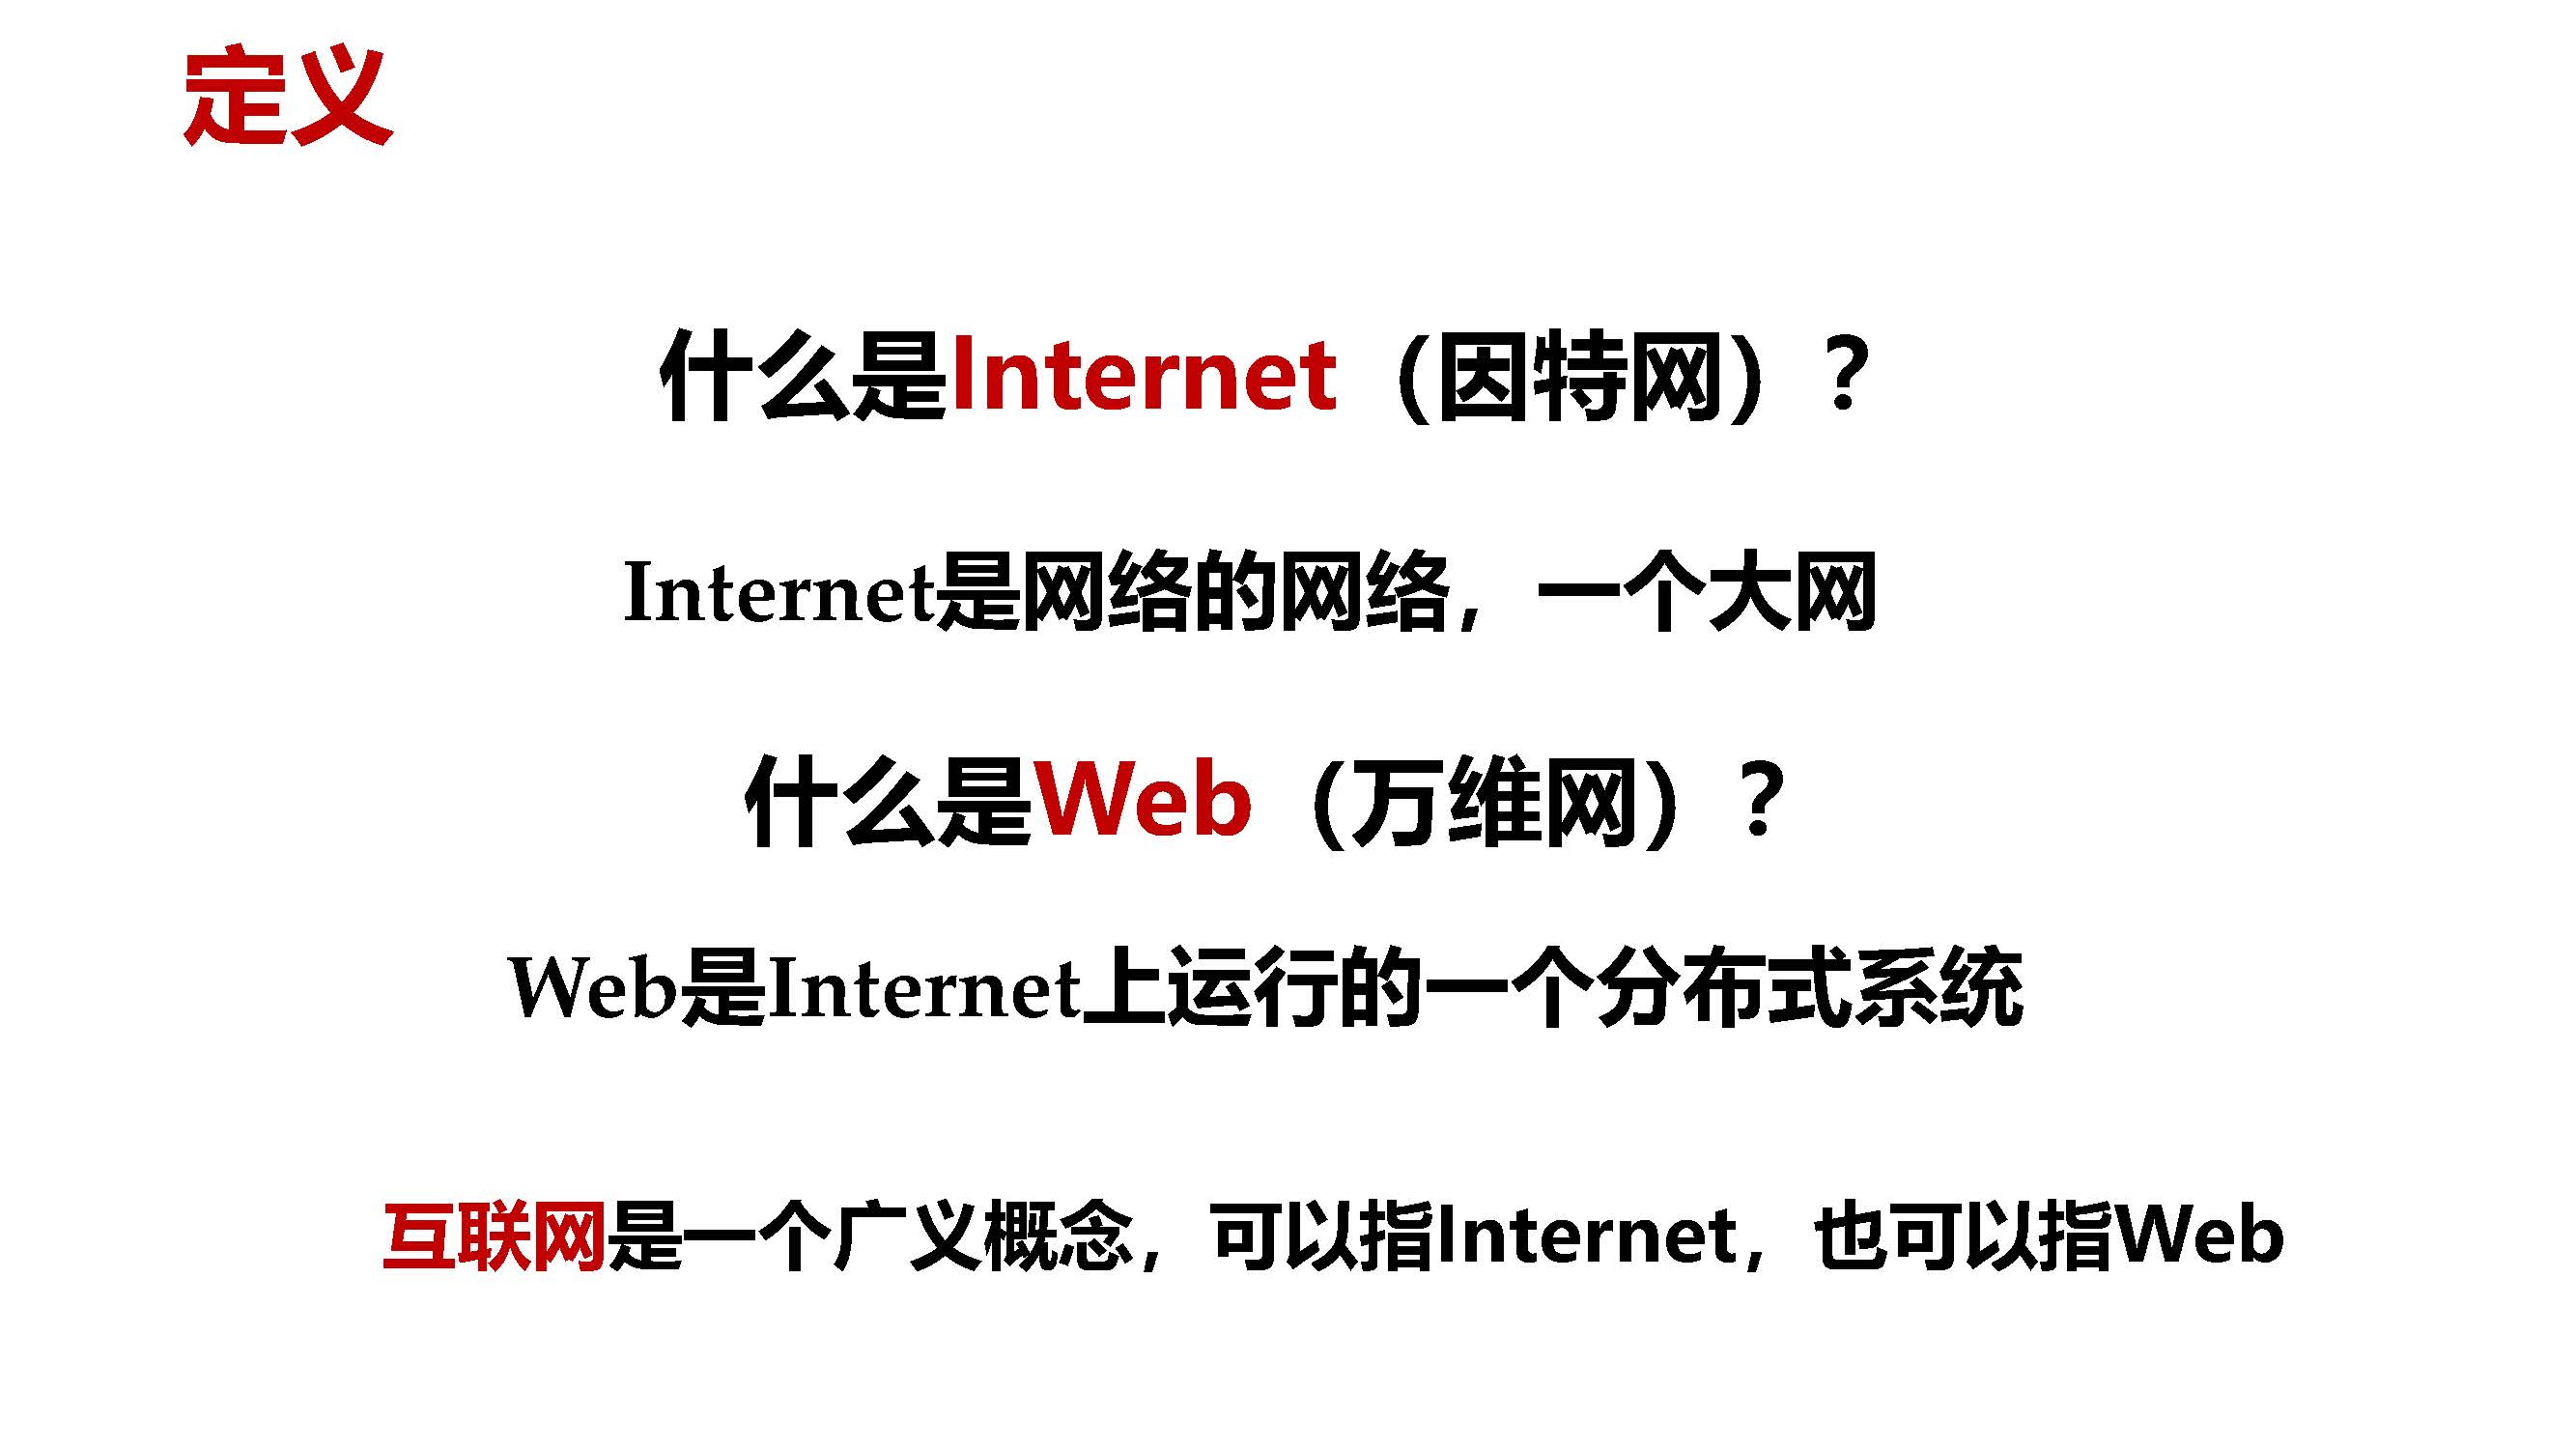 定义
什么是Internet（因特网）？
Internet是网络的网络，一个大网
什么是Web（万维网）？
Web是Internet上运行的一个分布式系统
互联网是一个广义概念，可以指Internet，也可以指Web